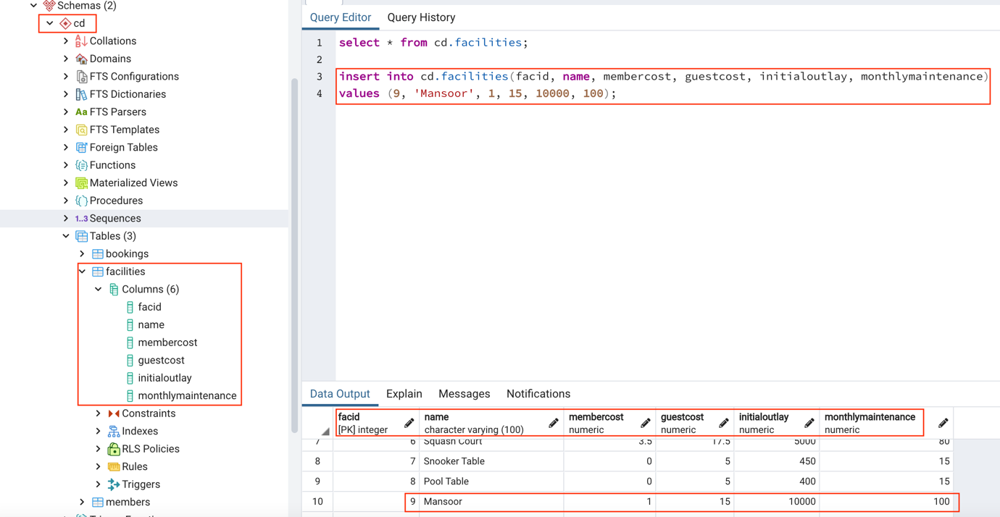 Schemas (2)
cd
Collations
Domains
FTS Configurations
FTS Dictionaries
Aa FTS Parsers
FTS Templates
Foreign Tables
Functions
Materialized Views
Procedures
1..3 Sequences
Tables (3)
bookings
facilities
Columns (6)
facid
name
membercost
guestcost
initialoutlay
monthlymaintenance
Constraints
Indexes
RLS Policies
Rules
Triggers
members
Query Editor Query History
1 select * from cd.facilities;
2
3 insert into cd.facilities(facid, name, membercost, guestcost, initialoutlay, monthlymaintenance)
4 values (9, 'Mansoor', 1, 15, 10000, 100);
Data Output Explain Messages Notifications
facid name membercost guestcost initialoutlay monthlymaintenance
[PK] integer character varying (100) numeric numeric numeric numeric
7 6 Squash Court 3.5 17.5 5000 80
8 7 Snooker Table 0 5 450 15
9 8 Pool Table 0 5 400 15
10 9 Mansoor 1 15 10000 100